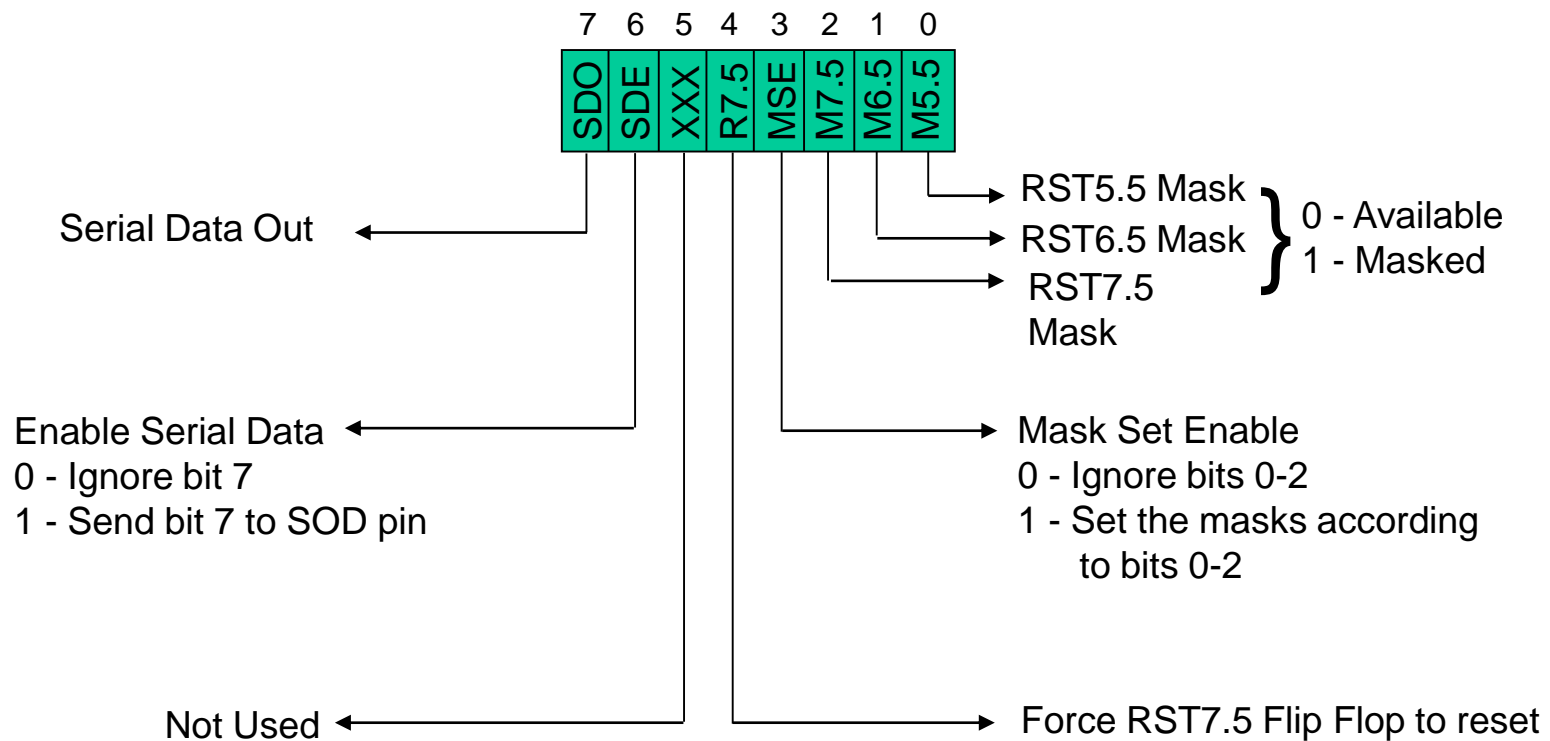 7 6 5 4 3 2 1 0
SDO SDE XXX R7.5 MSE M7.5 M6.5 M5.5
Serial Data Out
RST5.5 Mask
RST6.5 Mask
RST7.5
Mask
} 0 - Available
1 - Masked
Enable Serial Data
0 - Ignore bit 7
1 - Send bit 7 to SOD pin
Mask Set Enable
0 - Ignore bits 0-2
1 - Set the masks according
to bits 0-2
Not Used
Force RST7.5 Flip Flop to reset